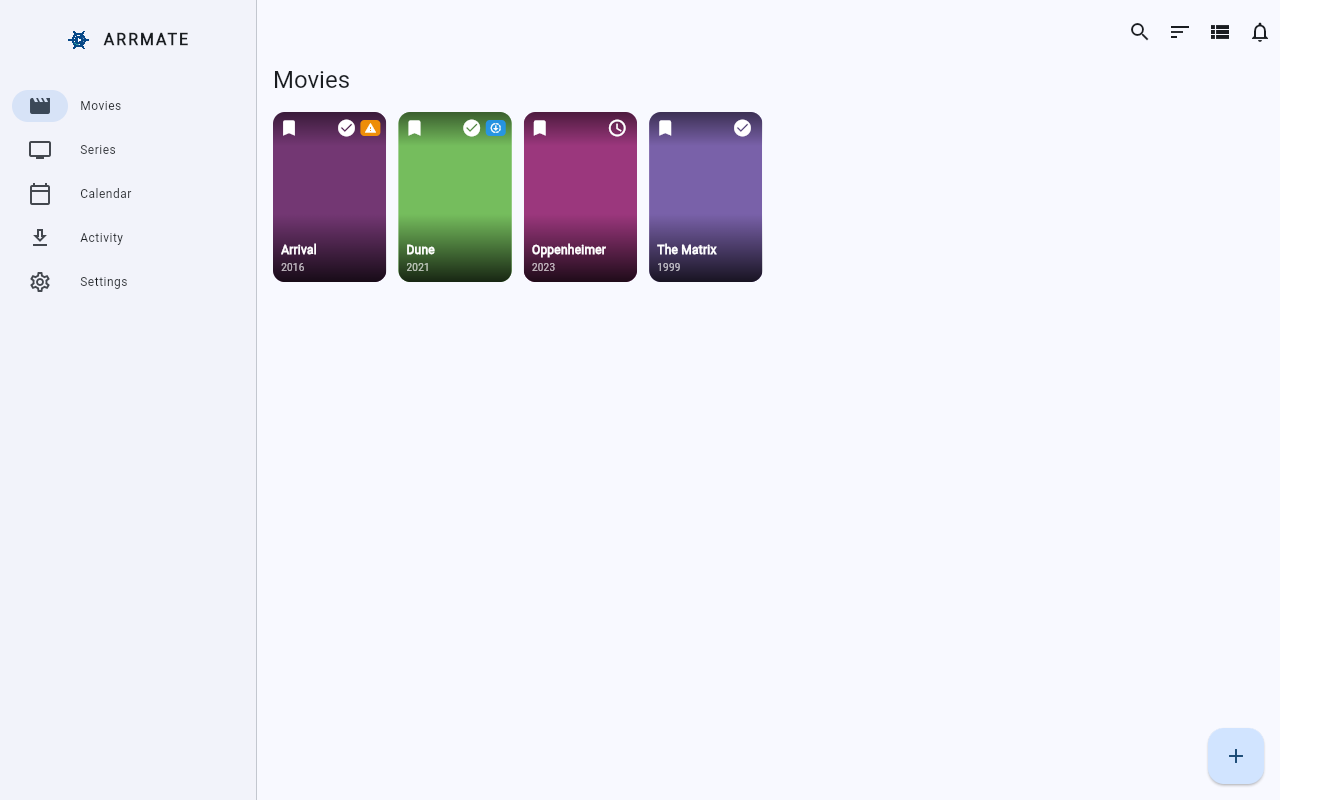 ARRMATE
Movies
Series
Calendar
Activity
Settings
Movies
Arrival
2016
Dune
2021
Oppenheimer
2023
The Matrix
1999